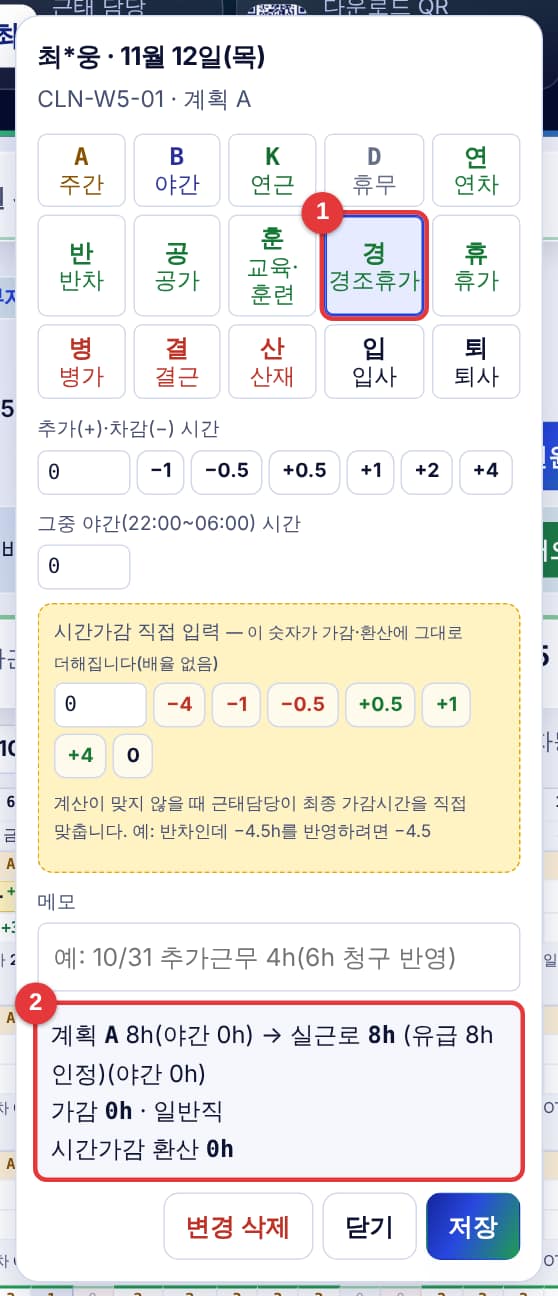 근태 담당
다운로드 QR
최*웅 · 11월 12일(목)
CLN-W5-01 · 계획 A
A B K D 연
주간 야간 연근 휴무 연차
1
반 공 훈 경 휴
반차 공가 교육· 경조휴가 휴가
훈련
병 결 산 입 퇴
병가 결근 산재 입사 퇴사
추가(+)·차감(−) 시간
0 −1 −0.5 +0.5 +1 +2 +4
그중 야간(22:00~06:00) 시간
0
시간가감 직접 입력 — 이 숫자가 가감·환산에 그대로
더해집니다(배율 없음)
0 −4 −1 −0.5 +0.5 +1
+4 0
계산이 맞지 않을 때 근태담당이 최종 가감시간을 직접
맞춥니다. 예: 반차인데 −4.5h를 반영하려면 −4.5
메모
예: 10/31 추가근무 4h(6h 청구 반영)
2
계획 A 8h(야간 0h) → 실근로 8h (유급 8h
인정)(야간 0h)
가감 0h · 일반직
시간가감 환산 0h
변경 삭제 닫기 저장